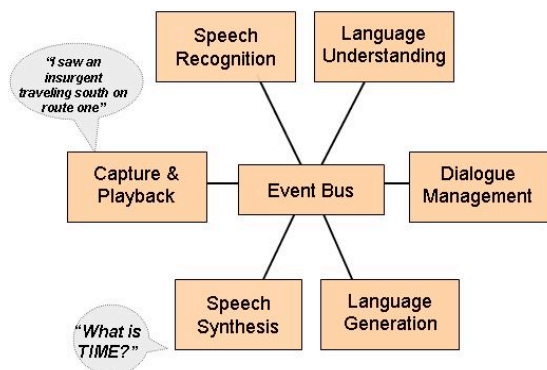 Speech
Recognition
Language
Understanding
“I saw an
insurgent
traveling south on
route one”
Capture &
Playback
Event Bus
Dialogue
Management
Speech
Synthesis
Language
Generation
“What is
TIME?”